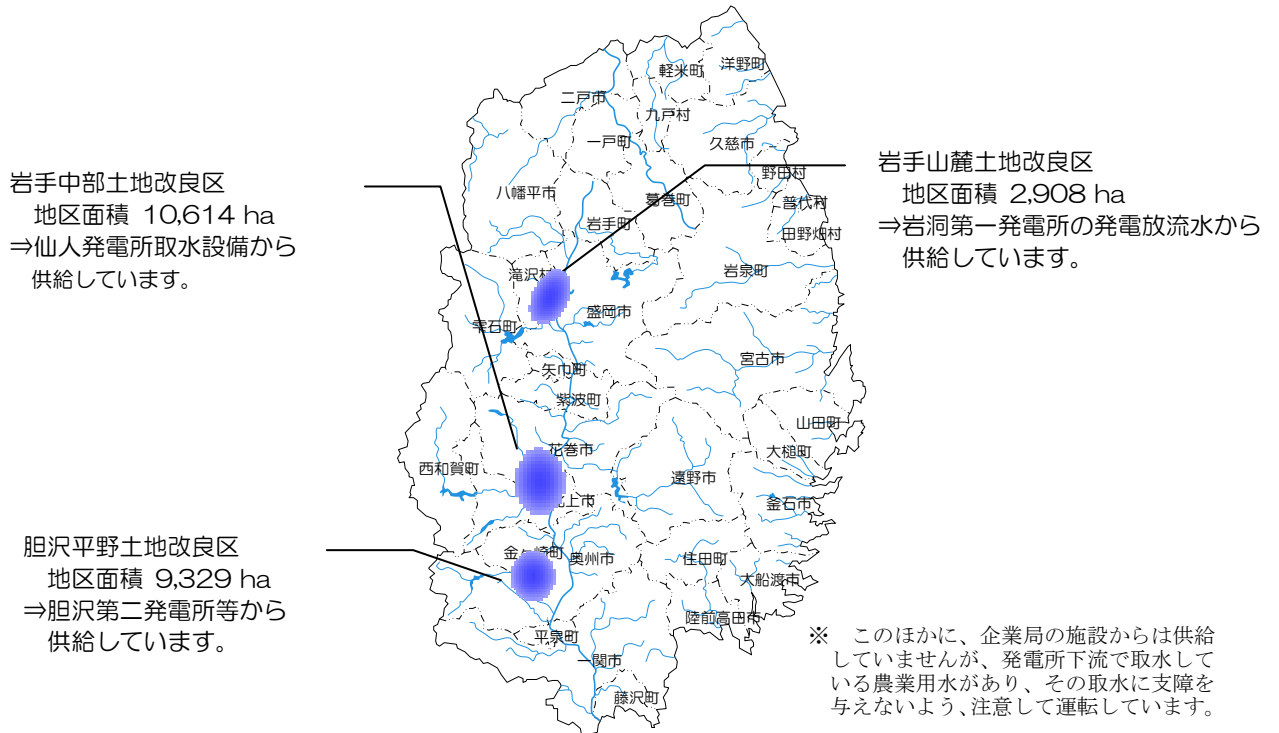 岩手中部土地改良区
地区面積 10,614 ha
⇒仙人発電所取水設備から
供給しています。
胆沢平野土地改良区
地区面積 9,329 ha
⇒胆沢第二発電所等から
供給しています。
岩手山麓土地改良区
地区面積 2,908 ha
⇒岩洞第一発電所の発電放流水から
供給しています。
洋野町
軽米町
二戸市
九戸村
一戸町
久慈市
野田村
八幡平市
葛巻町
普代村
岩手町
田野畑村
滝沢村
岩泉町
盛岡市
雫石町
宮古市
矢巾町
紫波町
山田町
花巻市
大槌町
西和賀町
遠野市
北上市
釜石市
金ヶ崎町
奥州市
住田町
大船渡市
陸前高田市
平泉町
一関市
藤沢町
※ このほかに、企業局の施設からは供給
していませんが、発電所下流で取水して
いる農業用水があり、その取水に支障を
与えないよう、注意して運転しています。